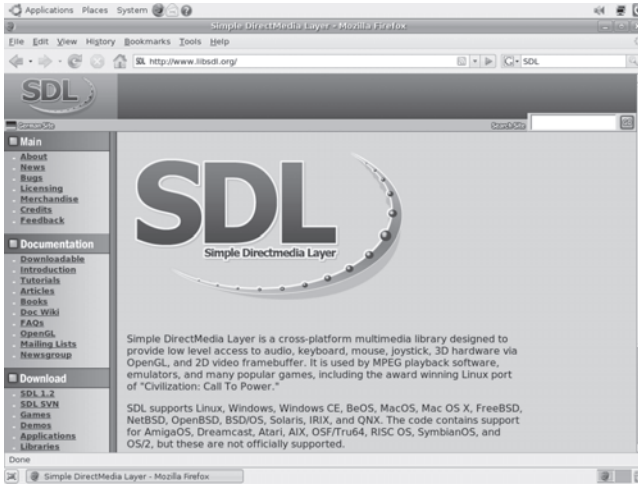 Applications Places System
Simple DirectMedia Layer - Mozilla Firefox
File Edit View History Bookmarks Tools Help
http://www.libsdl.org/
SDL
SDL
German Site
Search Site
Main
About
News
Bugs
Licensing
Merchandise
Credits
Feedback
Documentation
Downloadable
Introduction
Tutorials
Articles
Books
Doc Wiki
FAQs
OpenGL
Mailing Lists
Newsgroup
Download
SDL 1.2
SDL SVN
Games
Demos
Applications
Libraries
SDL
Simple Directmedia Layer
Simple DirectMedia Layer is a cross-platform multimedia library designed to
provide low level access to audio, keyboard, mouse, joystick, 3D hardware via
OpenGL, and 2D video framebuffer. It is used by MPEG playback software,
emulators, and many popular games, including the award winning Linux port
of "Civilization: Call To Power."
SDL supports Linux, Windows, Windows CE, BeOS, MacOS, Mac OS X, FreeBSD,
NetBSD, OpenBSD, BSD/OS, Solaris, IRIX, and QNX. The code contains support
for AmigaOS, Dreamcast, Atari, AIX, OSF/Tru64, RISC OS, SymbianOS, and
OS/2, but these are not officially supported.
Done
Simple DirectMedia Layer - Mozilla Firefox